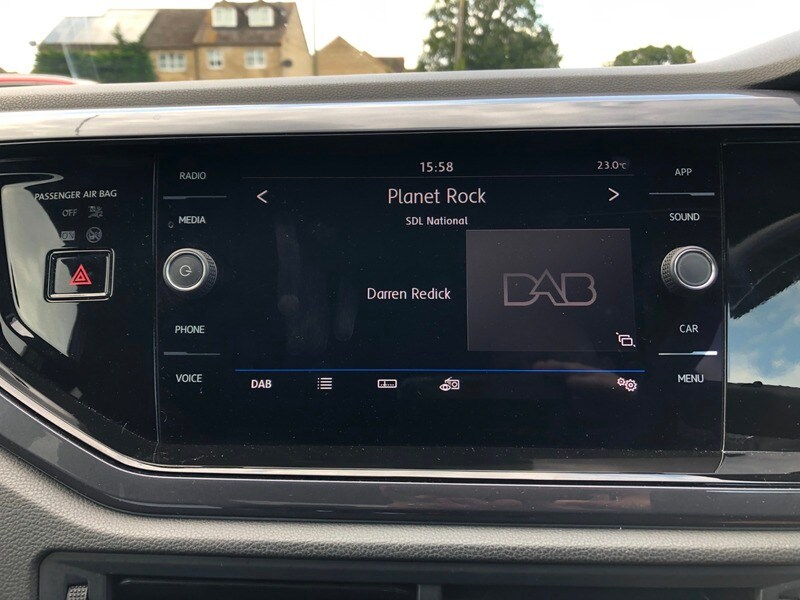 15:58
23.0°C
RADIO
APP
PASSENGER AIR BAG
OFF
ON
MEDIA
< Planet Rock >
SDL National
SOUND
Darren Redick
DAB
PHONE
CAR
VOICE
DAB
MENU